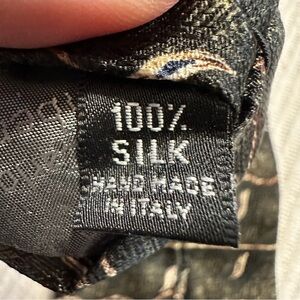 100%
SILK
HAND MADE
IN ITALY